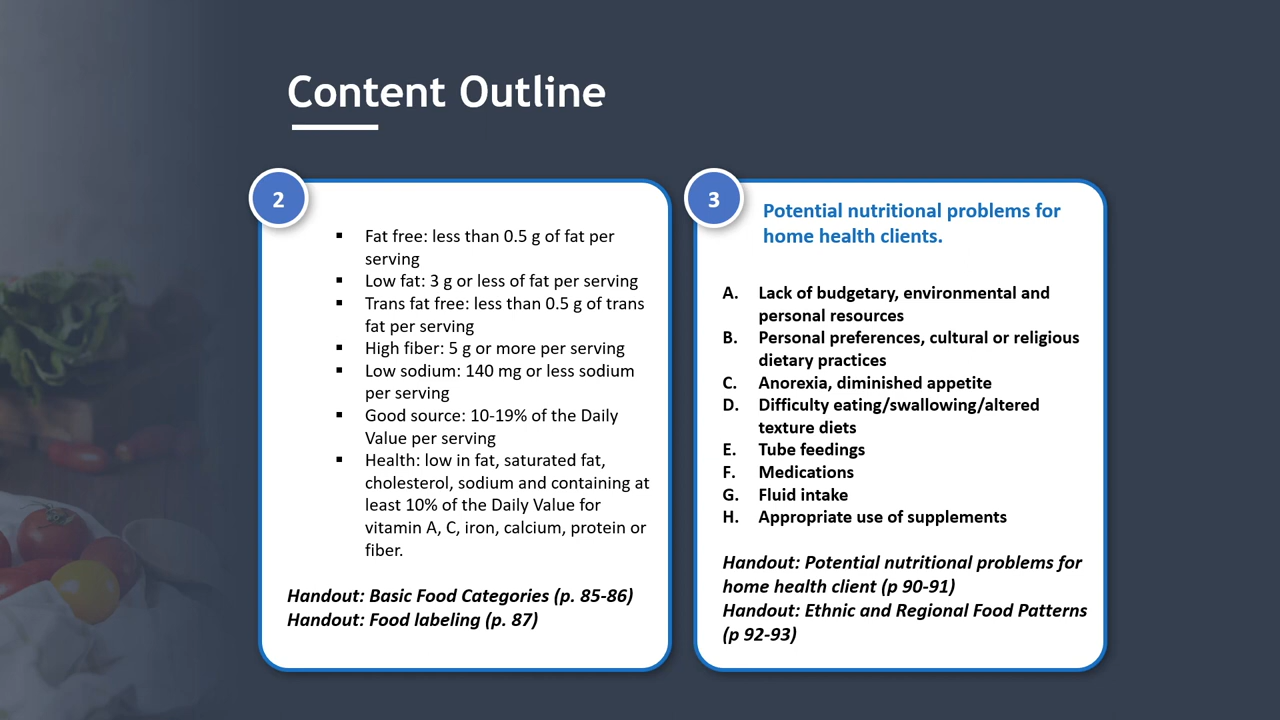 Content Outline
2
▪ Fat free: less than 0.5 g of fat per
serving
▪ Low fat: 3 g or less of fat per serving
▪ Trans fat free: less than 0.5 g of trans
fat per serving
▪ High fiber: 5 g or more per serving
▪ Low sodium: 140 mg or less sodium
per serving
▪ Good source: 10-19% of the Daily
Value per serving
▪ Health: low in fat, saturated fat,
cholesterol, sodium and containing at
least 10% of the Daily Value for
vitamin A, C, iron, calcium, protein or
fiber.
Handout: Basic Food Categories (p. 85-86)
Handout: Food labeling (p. 87)
3
Potential nutritional problems for
home health clients.
A. Lack of budgetary, environmental and
personal resources
B. Personal preferences, cultural or religious
dietary practices
C. Anorexia, diminished appetite
D. Difficulty eating/swallowing/altered
texture diets
E. Tube feedings
F. Medications
G. Fluid intake
H. Appropriate use of supplements
Handout: Potential nutritional problems for
home health client (p 90-91)
Handout: Ethnic and Regional Food Patterns
(p 92-93)